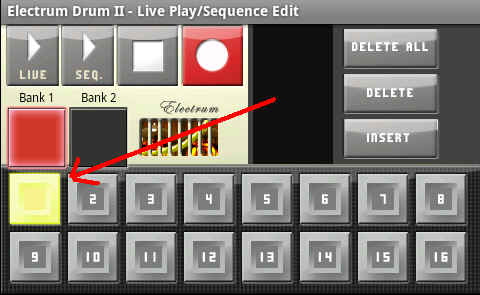 Electrum Drum II - Live Play/Sequence Edit
LIVE
SEQ.
DELETE ALL
Bank 1
Bank 2
DELETE
Electrum
INSERT
2
3
4
5
6
7
8
9
10
11
12
13
14
15
16